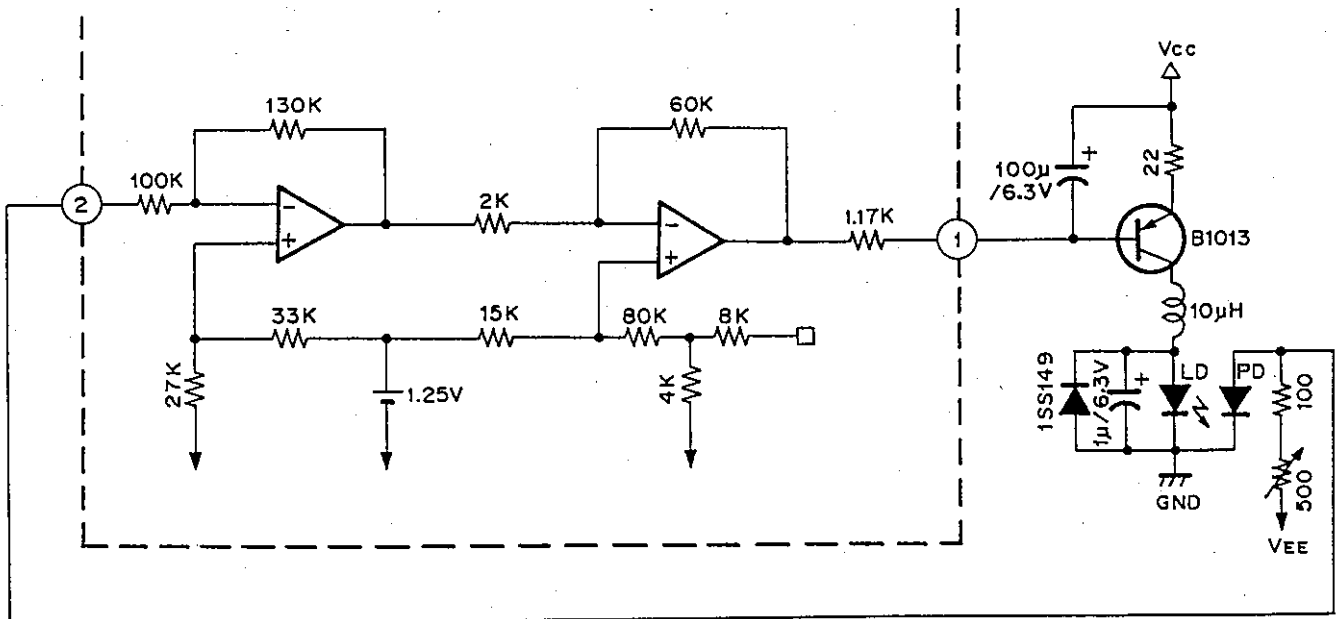 Vcc
130K
60K
100µ
/6.3V
22
100K
2
2K
1.17K
1
B1013
−
+
−
+
33K
15K
80K
8K
10µH
27K
1.25V
4K
1SS149
1µ/6.3V
+
+
LD
PD
100
500
GND
VEE